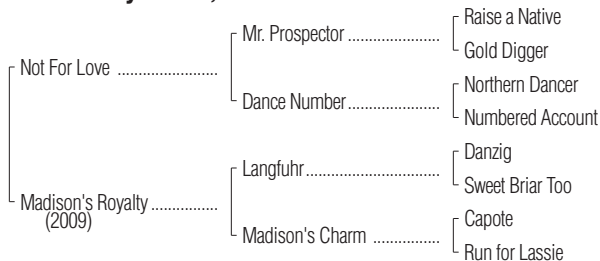 Raise a Native
Mr. Prospector ....................
Gold Digger
Not For Love ......................
Northern Dancer
Dance Number....................
Numbered Account
Danzig
Langfuhr.............................
Sweet Briar Too
Madison's Royalty ..............
(2009)
Capote
Madison's Charm ..............
Run for Lassie